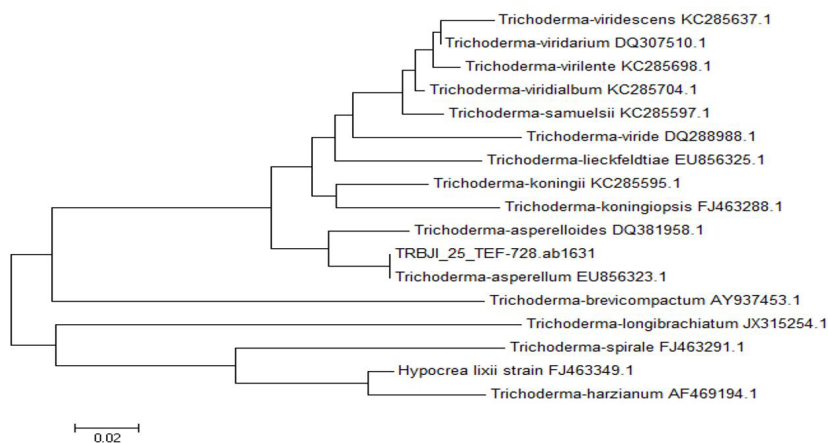 Trichoderma-viridescens KC285637.1
Trichoderma-viridarium DQ307510.1
Trichoderma-virilente KC285698.1
Trichoderma-viridialbum KC285704.1
Trichoderma-samuelsii KC285597.1
Trichoderma-viride DQ288988.1
Trichoderma-lieckfeldtiae EU856325.1
Trichoderma-koningii KC285595.1
Trichoderma-koningiopsis FJ463288.1
Trichoderma-asperelloides DQ381958.1
TRBJI_25_TEF-728.ab1631
Trichoderma-asperellum EU856323.1
Trichoderma-brevicompactum AY937453.1
Trichoderma-longibrachiatum JX315254.1
Trichoderma-spirale FJ463291.1
Hypocrea lixii strain FJ463349.1
Trichoderma-harzianum AF469194.1
0.02